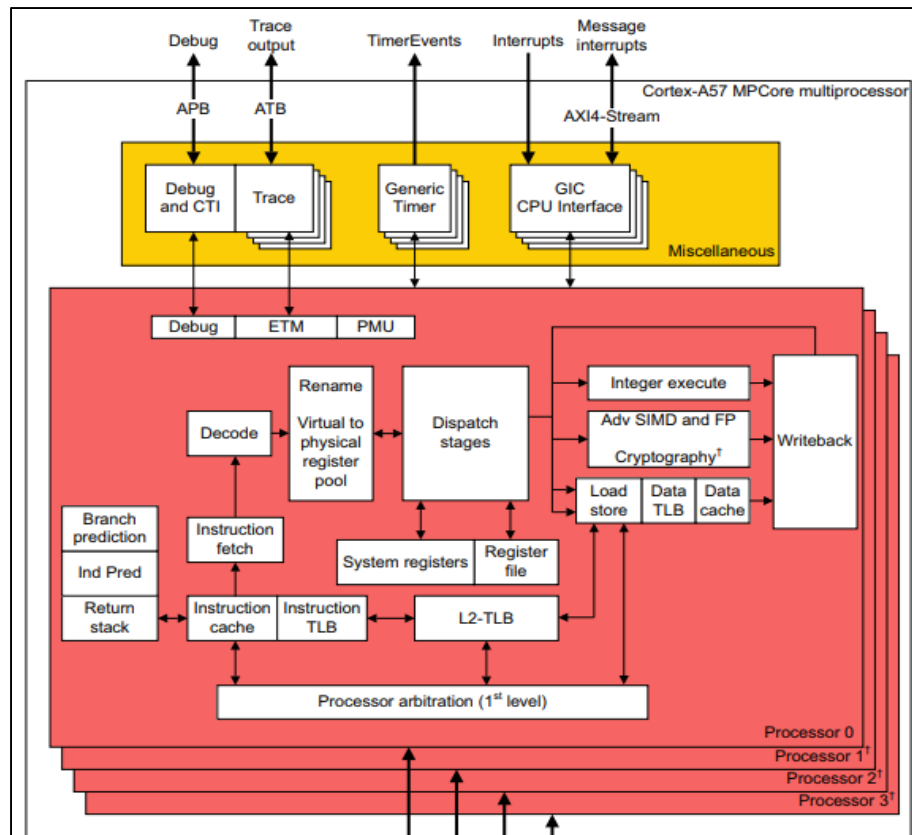 Debug
Trace
output
TimerEvents
Interrupts
Message
interrupts
Cortex-A57 MPCore multiprocessor
APB
ATB
AXI4-Stream
Debug
and CTI
Trace
Generic
Timer
GIC
CPU Interface
Miscellaneous
Debug
ETM
PMU
Rename
Virtual to
physical
register
pool
Dispatch
stages
Integer execute
Decode
Adv SIMD and FP
Cryptography†
Writeback
Load
store
Data
TLB
Data
cache
Branch
prediction
Instruction
fetch
Ind Pred
System registers
Register
file
Return
stack
Instruction
cache
Instruction
TLB
L2-TLB
Processor arbitration (1st level)
Processor 0
Processor 1†
Processor 2†
Processor 3†